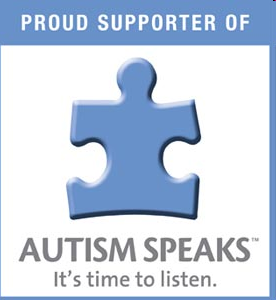 PROUD SUPPORTER OF
AUTISM SPEAKS™
It's time to listen.